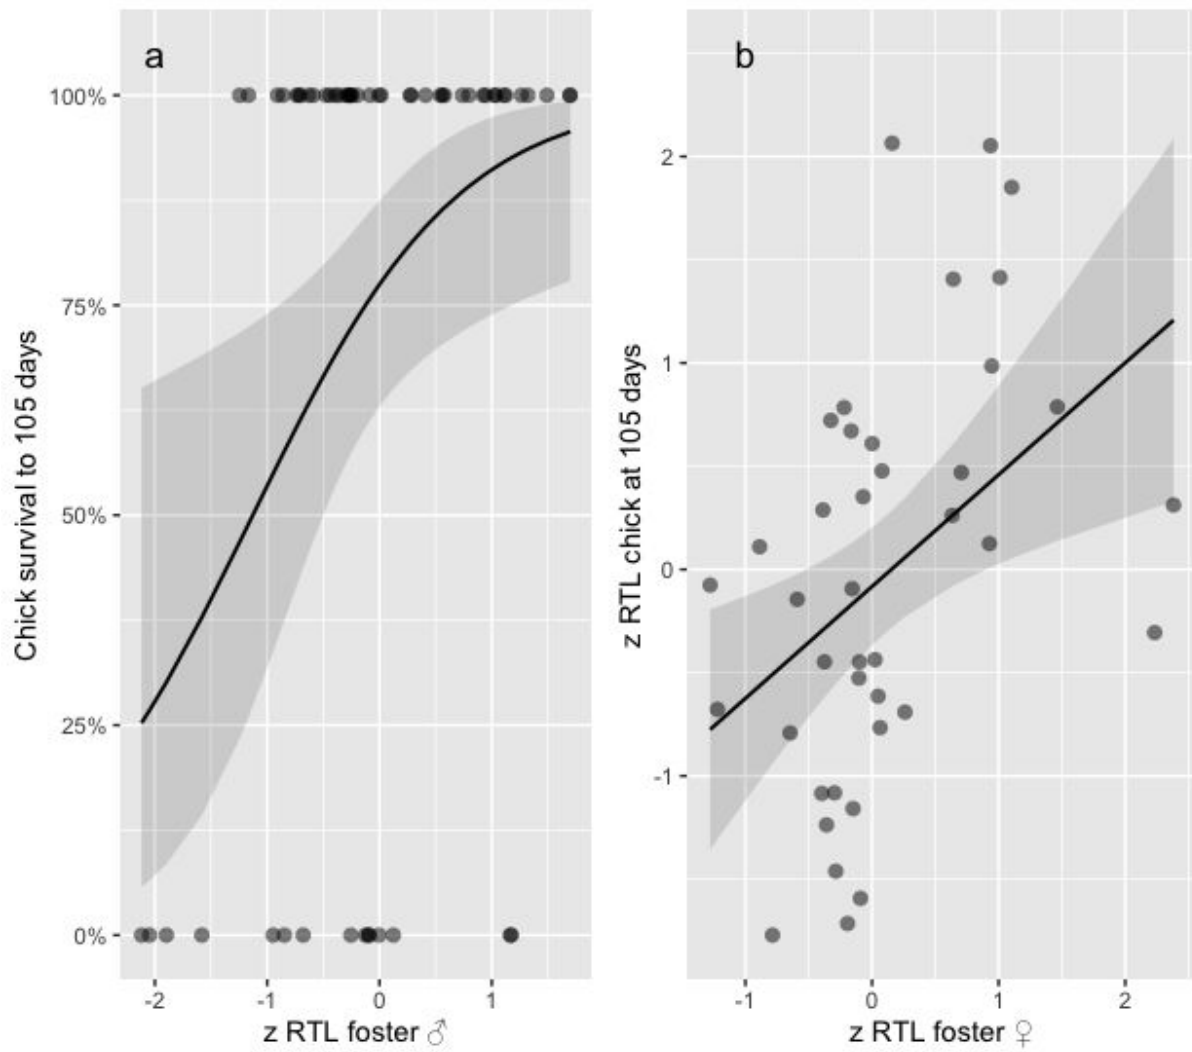 a
100%
75%
50%
25%
0%
Chick survival to 105 days
-2 -1 0 1
z RTL foster ♂
b
2
1
0
-1
z RTL chick at 105 days
-1 0 1 2
z RTL foster ♀